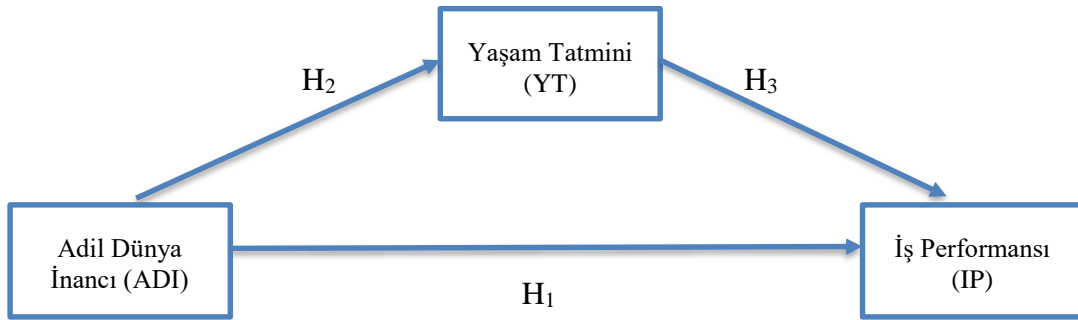 Yaşam Tatmini
(YT)
H₂
H₃
Adil Dünya
İnancı (ADI)
İş Performansı
(IP)
H₁